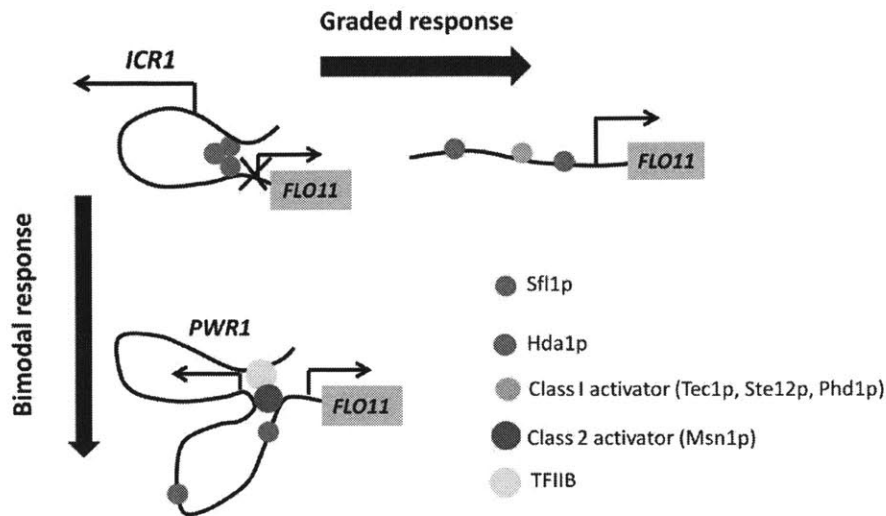 Graded response
ICR1
FLO11
FLO11
Bimodal response
PWR1
FLO11
Sfl1p
Hda1p
Class I activator (Tec1p, Ste12p, Phd1p)
Class 2 activator (Msn1p)
TFIIB